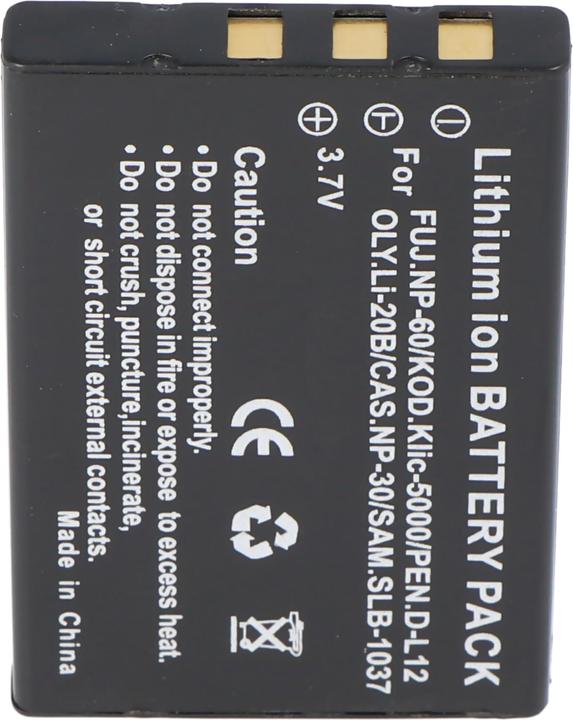 Lithium ion BATTERY PACK
For FUJ.NP-60/KOD.Klic-5000/PEN.D-L12
OLY.Li-20B/CAS.NP-30/SAM.SLB-1037
3.7V
Caution
• Do not connect improperly.
• Do not dispose in fire or expose to excess heat.
• Do not crush, puncture,incinerate,
or short circuit external contacts.
Made in China